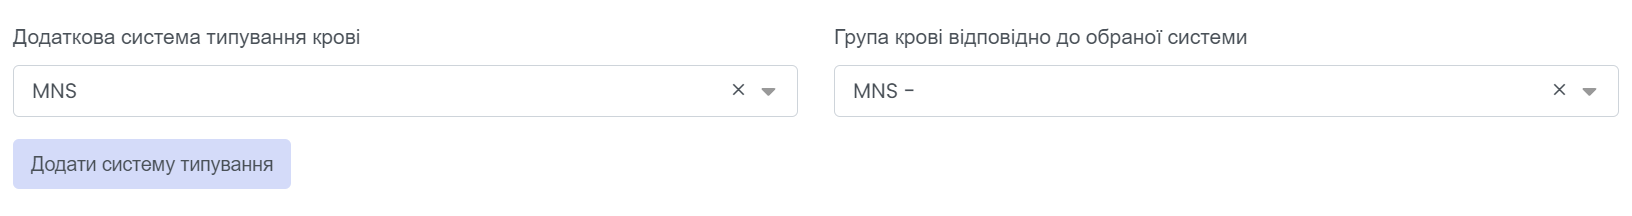 Додаткова система типування крові
Група крові відповідно до обраної системи
MNS
MNS -
Додати систему типування